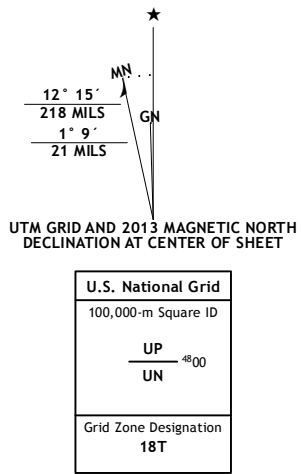 ★
MN
GN
12° 15´
218 MILS
1° 9´
21 MILS
UTM GRID AND 2013 MAGNETIC NORTH
DECLINATION AT CENTER OF SHEET
U.S. National Grid
100,000-m Square ID
UP
⁴⁸00
UN
Grid Zone Designation
18T